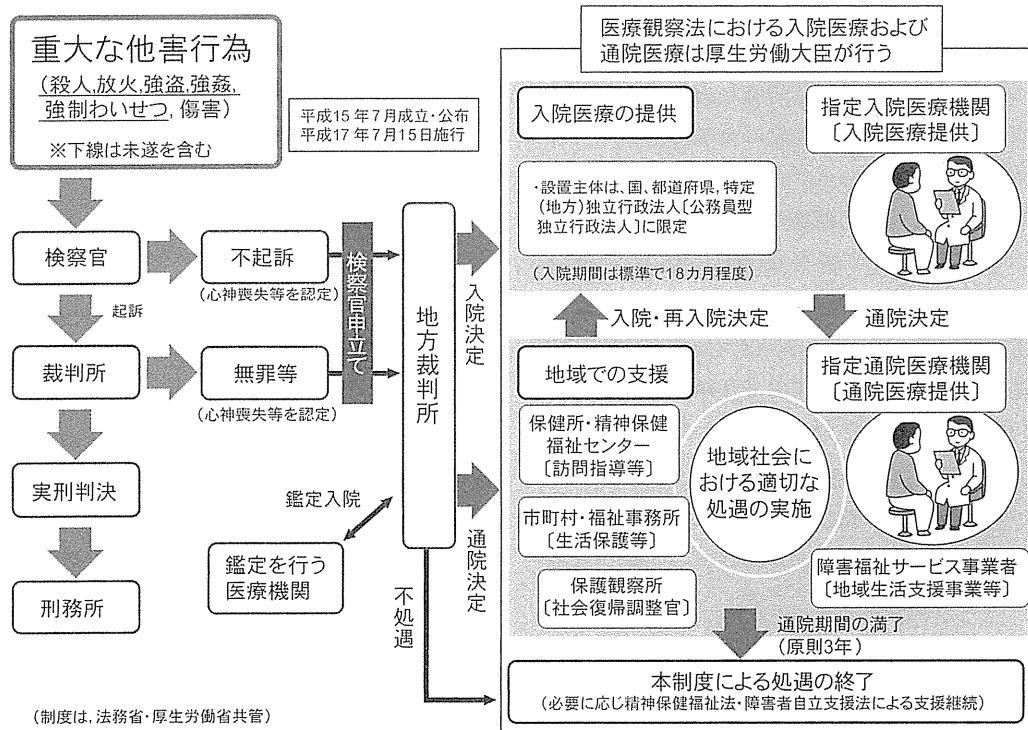 重大な他害行為
(殺人,放火,強盗,強姦,
強制わいせつ, 傷害)
※下線は未遂を含む
平成15年7月成立・公布
平成17年7月15日施行
検察官
不起訴
(心神喪失等を認定)
起訴
裁判所
無罪等
(心神喪失等を認定)
検察官申立て
地方裁判所
実刑判決
刑務所
鑑定入院
鑑定を行う
医療機関
入院決定
通院決定
不処遇
(制度は,法務省・厚生労働省共管)
医療観察法における入院医療および
通院医療は厚生労働大臣が行う
入院医療の提供
・設置主体は、国、都道府県, 特定
(地方)独立行政法人〔公務員型
独立行政法人〕に限定
(入院期間は標準で18カ月程度)
指定入院医療機関
〔入院医療提供〕
入院・再入院決定
通院決定
地域での支援
保健所・精神保健
福祉センター
〔訪問指導等〕
市町村・福祉事務所
〔生活保護等〕
保護観察所
〔社会復帰調整官〕
地域社会に
おける適切な
処遇の実施
指定通院医療機関
〔通院医療提供〕
障害福祉サービス事業者
〔地域生活支援事業等〕
通院期間の満了
(原則3年)
本制度による処遇の終了
(必要に応じ精神保健福祉法・障害者自立支援法による支援継続)